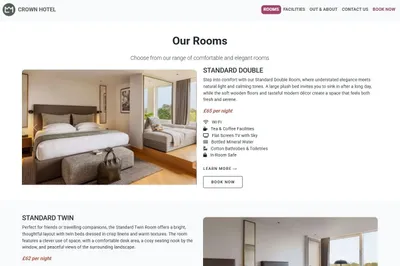 CROWN HOTEL
ROOMS
FACILITIES
OUT & ABOUT
CONTACT US
BOOK NOW
Our Rooms
Choose from our range of comfortable and elegant rooms
STANDARD DOUBLE
Step into comfort with our Standard Double Room, where understated elegance meets
natural light and calming tones. A large plush bed invites you to sink in after a long day,
while the soft wooden floors and tasteful modern décor create a space that feels both
fresh and serene.
£65 per night
Wi-Fi
Tea & Coffee Facilities
Flat Screen TV with Sky
Bottled Mineral Water
Cotton Bathrobes & Toiletries
In-Room Safe
LEARN MORE
BOOK NOW
STANDARD TWIN
Perfect for friends or travelling companions, the Standard Twin Room offers a bright,
thoughtful layout with twin beds dressed in crisp linens and warm textures. The room
features a clever use of space, with a comfortable desk area, a cosy seating nook by the
window, and peaceful views of the surrounding landscape.
£62 per night